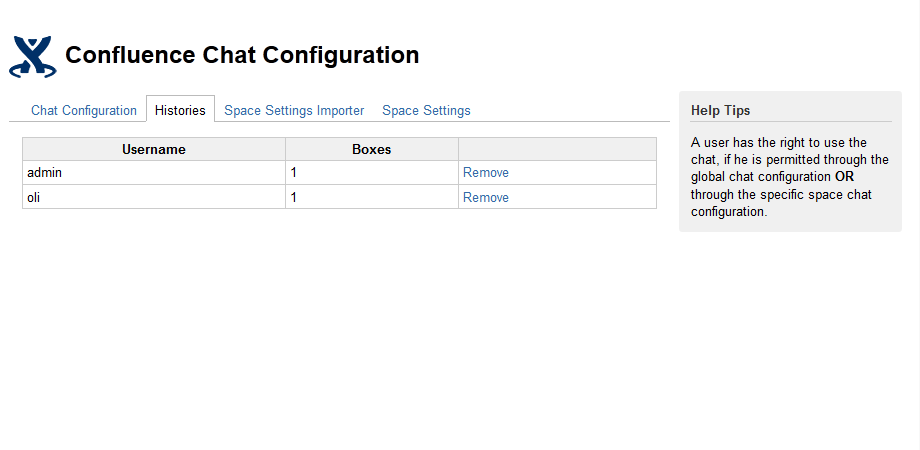 Confluence Chat Configuration
Chat Configuration Histories Space Settings Importer Space Settings
Username Boxes
admin 1 Remove
oli 1 Remove
Help Tips
A user has the right to use the
chat, if he is permitted through the
global chat configuration OR
through the specific space chat
configuration.